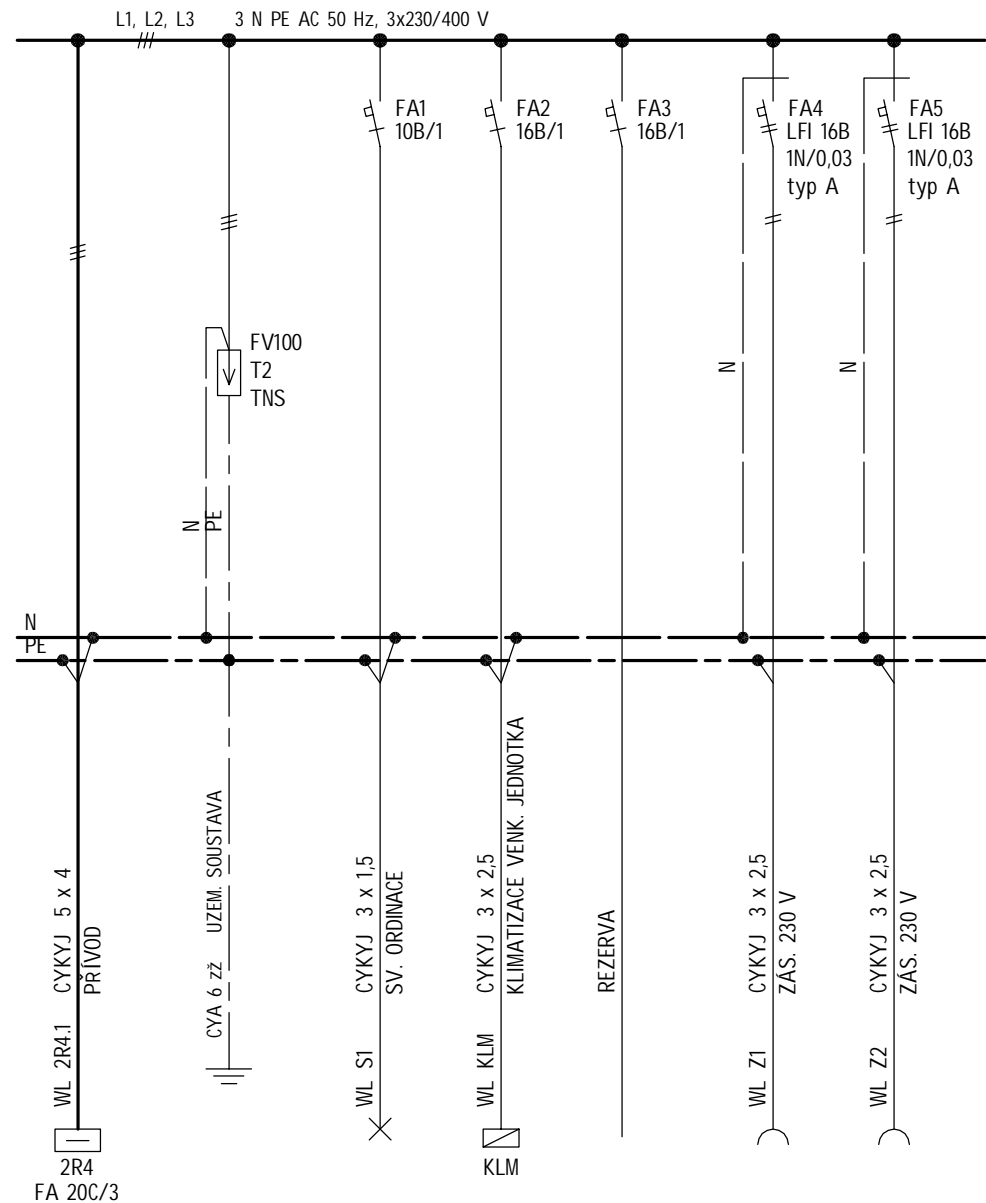 L1, L2, L3
3 N PE AC 50 Hz, 3x230/400 V
FA1
10B/1
FA2
16B/1
FA3
16B/1
FA4
LFI 16B
1N/0,03
typ A
FA5
LFI 16B
1N/0,03
typ A
FV100
T2
TNS
N
PE
N
N
N
PE
WL 2R4.1 CYKYJ 5 x 4
PŘÍVOD
CYA 6 zž UZEM. SOUSTAVA
WL S1 CYKYJ 3 x 1,5
SV. ORDINACE
WL KLM CYKYJ 3 x 2,5
KLIMATIZACE VENK. JEDNOTKA
REZERVA
WL Z1 CYKYJ 3 x 2,5
ZÁS. 230 V
WL Z2 CYKYJ 3 x 2,5
ZÁS. 230 V
2R4
FA 20C/3
KLM